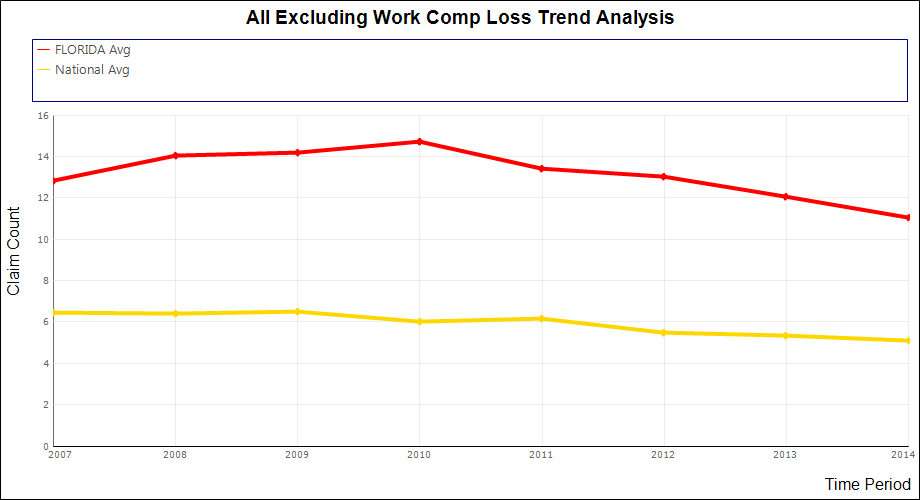 All Excluding Work Comp Loss Trend Analysis
FLORIDA Avg
National Avg
16
14
12
10
8
6
4
2
0
Claim Count
2007 2008 2009 2010 2011 2012 2013 2014
Time Period